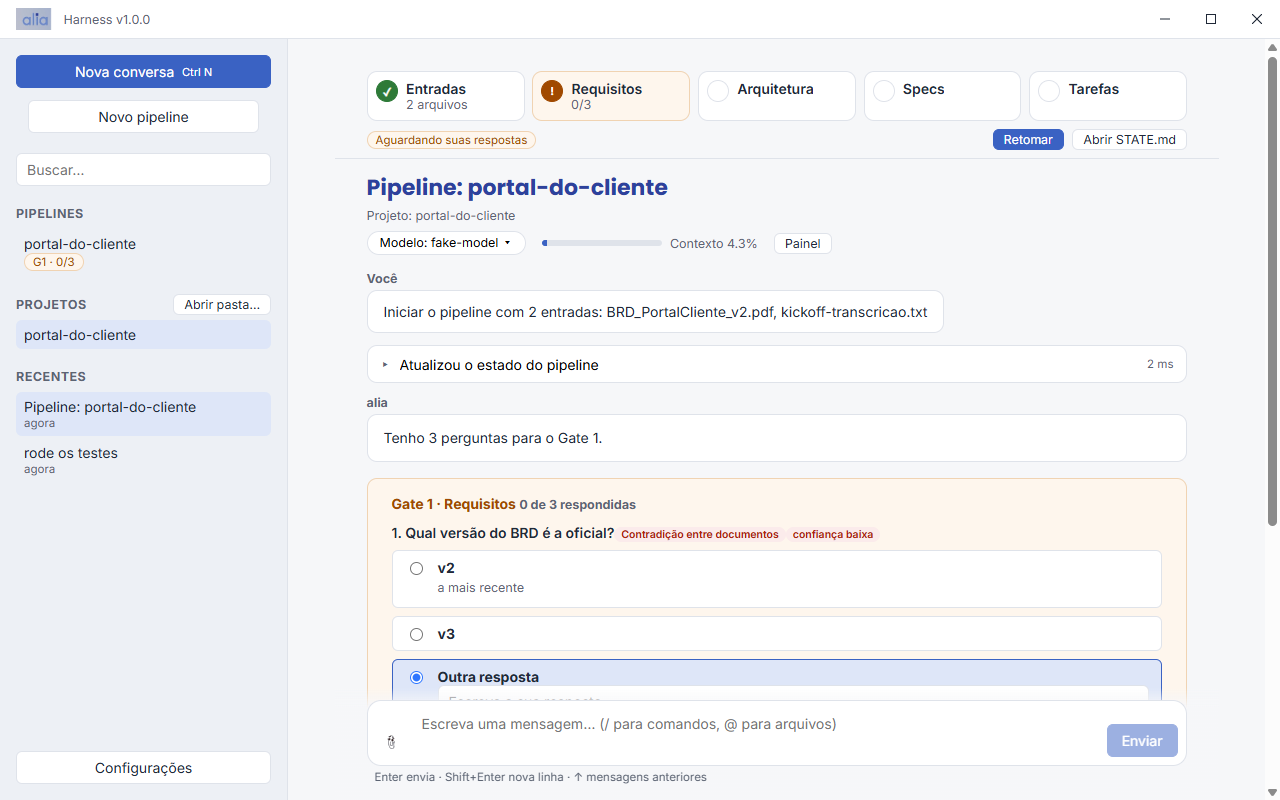 alia Harness v1.0.0
Nova conversa Ctrl N
Novo pipeline
Buscar...
PIPELINES
portal-do-cliente
G1 · 0/3
PROJETOS Abrir pasta...
portal-do-cliente
RECENTES
Pipeline: portal-do-cliente
agora
rode os testes
agora
Configurações
Entradas
2 arquivos
Requisitos
0/3
Arquitetura
Specs
Tarefas
Aguardando suas respostas
Retomar
Abrir STATE.md
Pipeline: portal-do-cliente
Projeto: portal-do-cliente
Modelo: fake-model Contexto 4.3% Painel
Você
Iniciar o pipeline com 2 entradas: BRD_PortalCliente_v2.pdf, kickoff-transcricao.txt
Atualizou o estado do pipeline 2 ms
alia
Tenho 3 perguntas para o Gate 1.
Gate 1 · Requisitos 0 de 3 respondidas
1. Qual versão do BRD é a oficial? Contradição entre documentos confiança baixa
v2
a mais recente
v3
Outra resposta
Escreva a sua resposta
Escreva uma mensagem... (/ para comandos, @ para arquivos)
Enviar
Enter envia · Shift+Enter nova linha · ↑ mensagens anteriores